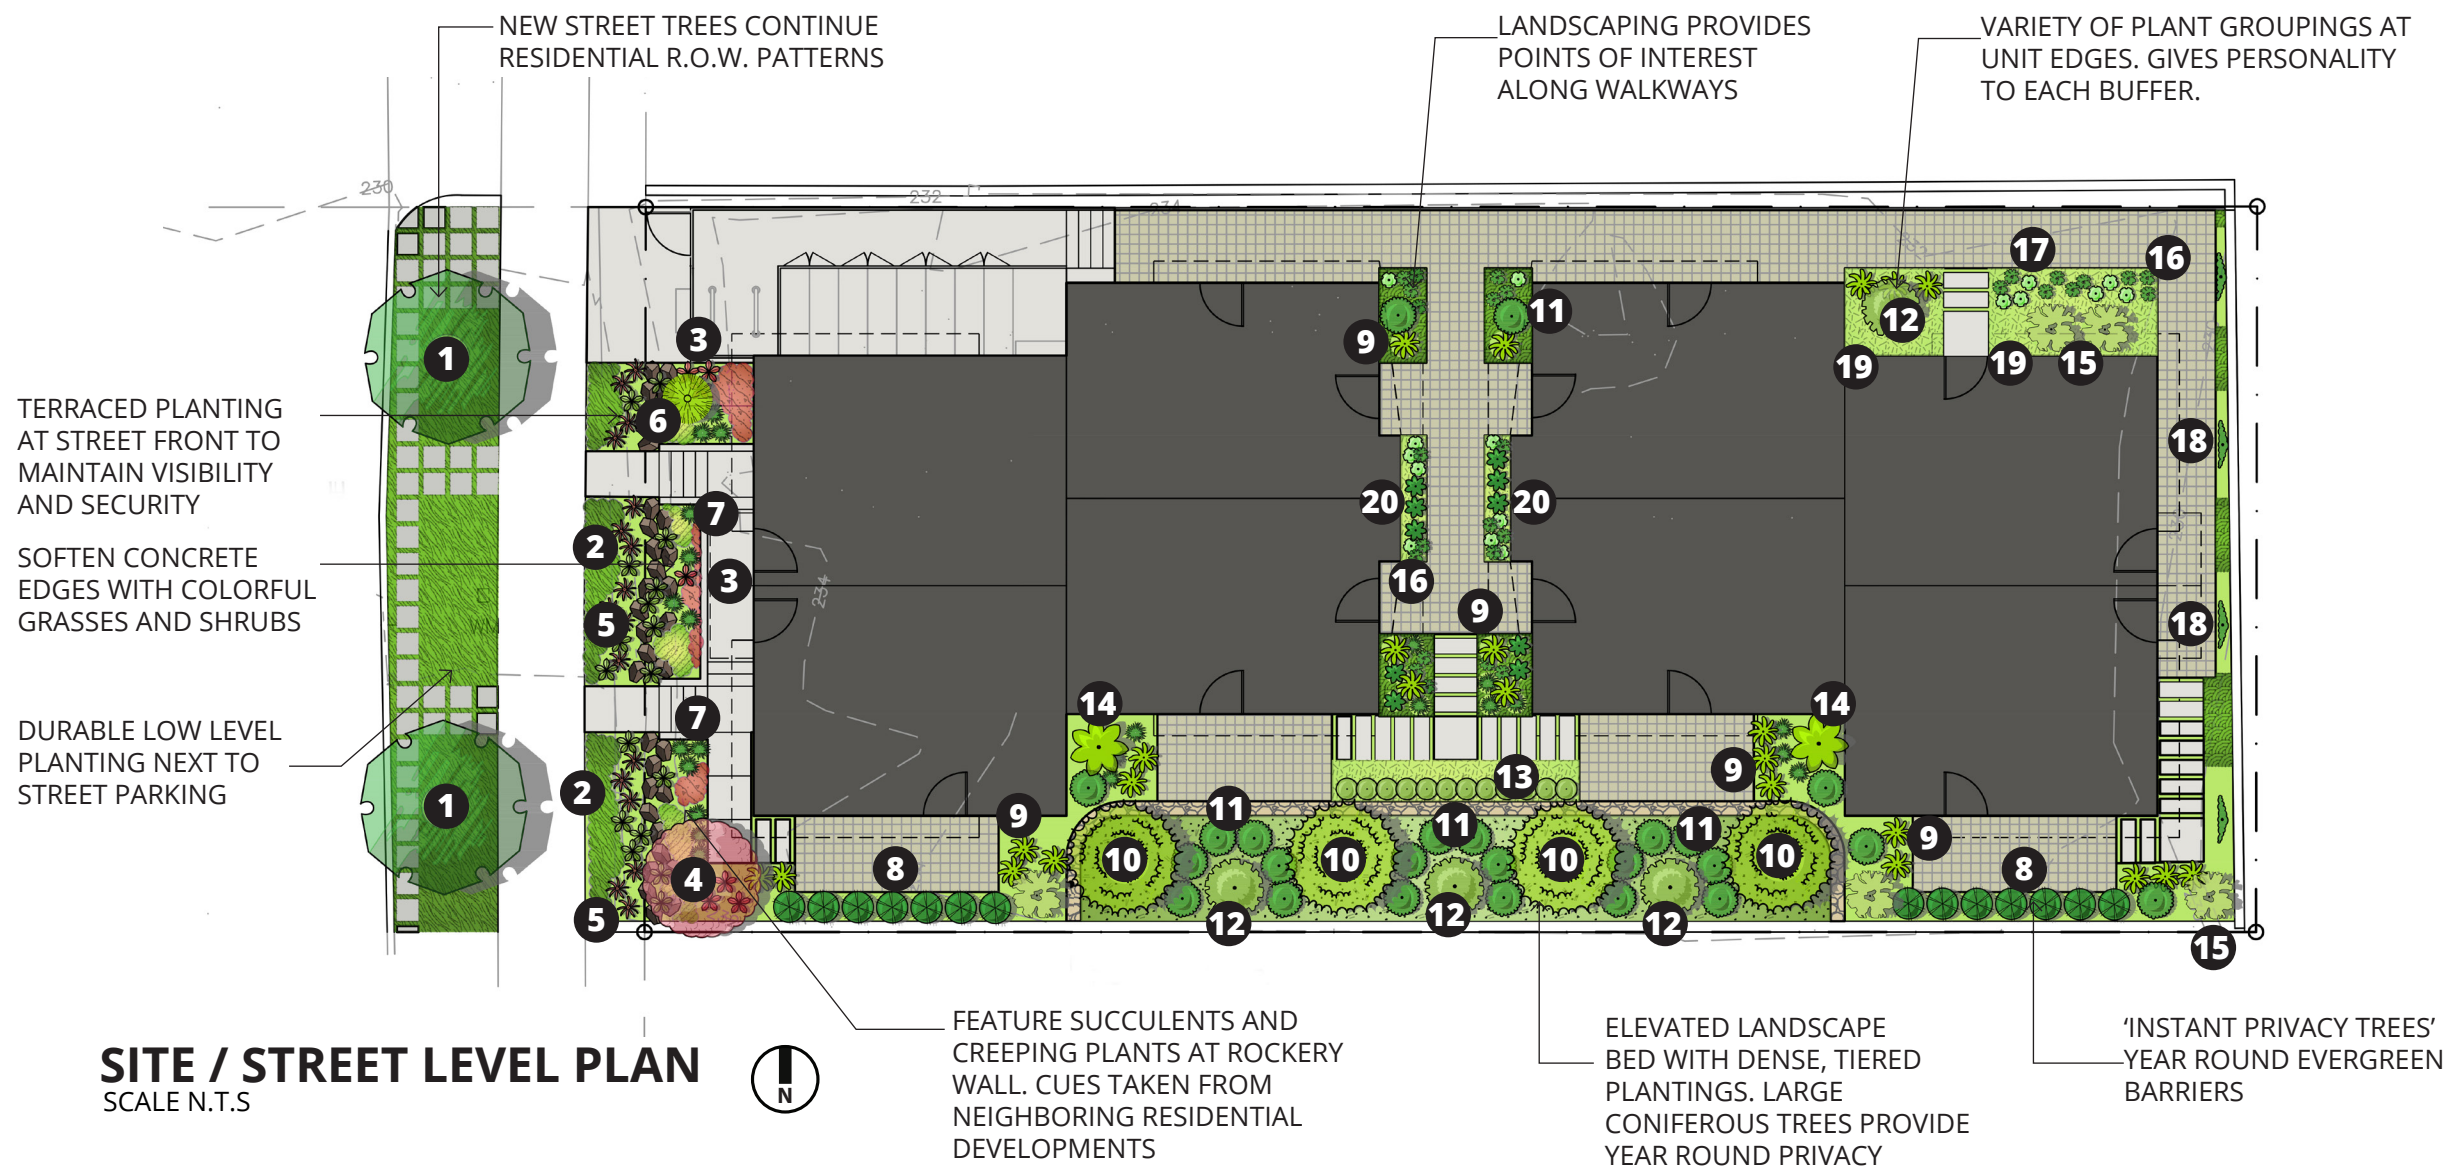 NEW STREET TREES CONTINUE
RESIDENTIAL R.O.W. PATTERNS
LANDSCAPING PROVIDES
POINTS OF INTEREST
ALONG WALKWAYS
VARIETY OF PLANT GROUPINGS AT
UNIT EDGES. GIVES PERSONALITY
TO EACH BUFFER.
230
232
234
232
17
16
11
12
3
9
1
19
19
15
6
18
20
20
7
2
16
3
9
5
18
234
14
14
7
9
13
2
1
11
9
11
11
9
10
10
10
10
8
8
4
12
12
12
5
15
TERRACED PLANTING
AT STREET FRONT TO
MAINTAIN VISIBILITY
AND SECURITY
SOFTEN CONCRETE
EDGES WITH COLORFUL
GRASSES AND SHRUBS
DURABLE LOW LEVEL
PLANTING NEXT TO
STREET PARKING
SITE / STREET LEVEL PLAN
SCALE N.T.S
N
FEATURE SUCCULENTS AND
CREEPING PLANTS AT ROCKERY
WALL. CUES TAKEN FROM
NEIGHBORING RESIDENTIAL
DEVELOPMENTS
ELEVATED LANDSCAPE
BED WITH DENSE, TIERED
PLANTINGS. LARGE
CONIFEROUS TREES PROVIDE
YEAR ROUND PRIVACY
‘INSTANT PRIVACY TREES’
YEAR ROUND EVERGREEN
BARRIERS